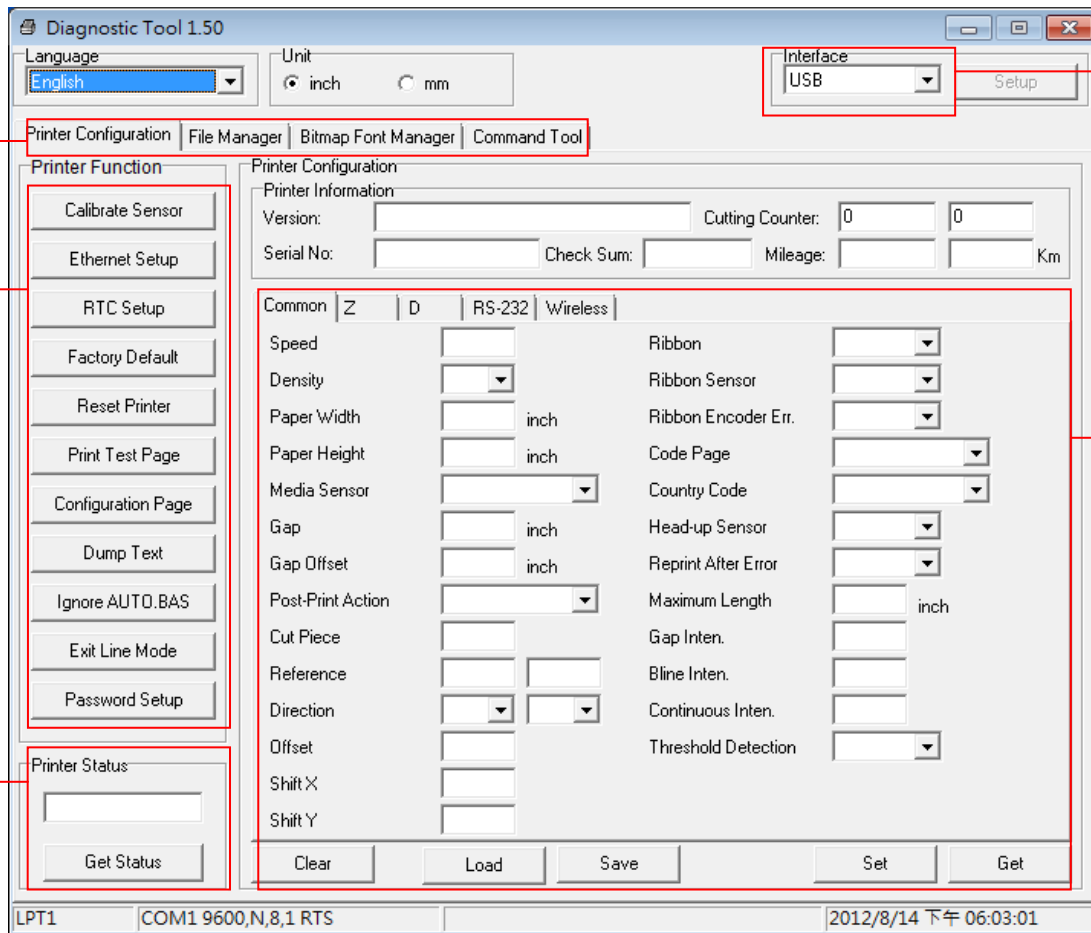 Diagnostic Tool 1.50
Language
Unit
Interface
English
inch
mm
USB
Setup
Printer Configuration
File Manager
Bitmap Font Manager
Command Tool
Printer Function
Calibrate Sensor
Ethernet Setup
RTC Setup
Factory Default
Reset Printer
Print Test Page
Configuration Page
Dump Text
Ignore AUTO.BAS
Exit Line Mode
Password Setup
Printer Status
Get Status
Printer Configuration
Printer Information
Version:
Cutting Counter:
0
0
Serial No:
Check Sum:
Mileage:
Km
Common
Z
D
RS-232
Wireless
Speed
Density
Paper Width
inch
Paper Height
inch
Media Sensor
Gap
inch
Gap Offset
inch
Post-Print Action
Cut Piece
Reference
Direction
Offset
Shift X
Shift Y
Ribbon
Ribbon Sensor
Ribbon Encoder Err.
Code Page
Country Code
Head-up Sensor
Reprint After Error
Maximum Length
inch
Gap Inten.
Bline Inten.
Continuous Inten.
Threshold Detection
Clear
Load
Save
Set
Get
LPT1
COM1 9600,N,8,1 RTS
2012/8/14 下午 06:03:01